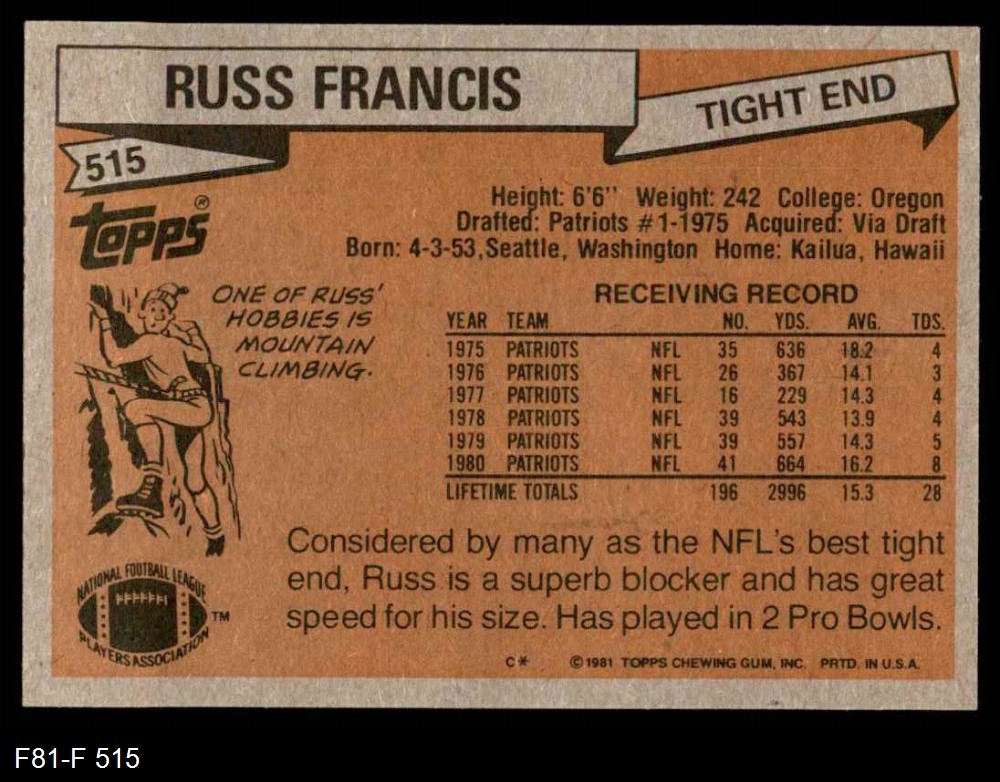 RUSS FRANCIS
TIGHT END
515
Topps®
Height: 6'6" Weight: 242 College: Oregon
Drafted: Patriots #1-1975 Acquired: Via Draft
Born: 4-3-53, Seattle, Washington Home: Kailua, Hawaii
ONE OF RUSS'
HOBBIES IS
MOUNTAIN
CLIMBING.
RECEIVING RECORD
YEAR TEAM NO. YDS. AVG. TDS.
1975 PATRIOTS NFL 35 636 18.2 4
1976 PATRIOTS NFL 26 367 14.1 3
1977 PATRIOTS NFL 16 229 14.3 4
1978 PATRIOTS NFL 39 543 13.9 4
1979 PATRIOTS NFL 39 557 14.3 5
1980 PATRIOTS NFL 41 664 16.2 8
LIFETIME TOTALS 196 2996 15.3 28
Considered by many as the NFL's best tight
end, Russ is a superb blocker and has great
speed for his size. Has played in 2 Pro Bowls.
NATIONAL FOOTBALL LEAGUE
PLAYERS ASSOCIATION
TM
C* ©1981 TOPPS CHEWING GUM, INC. PRTD. IN U.S.A.
F81-F 515